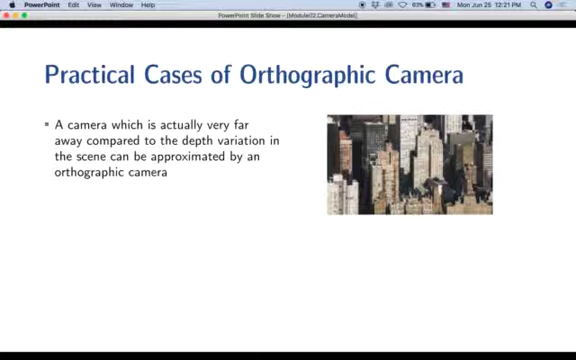 PowerPoint Edit View Window Help 63% Mon Jun 25 12:21 PM
PowerPoint Slide Show - [Module02.CameraModel]
Practical Cases of Orthographic Camera
A camera which is actually very far
away compared to the depth variation in
the scene can be approximated by an
orthographic camera